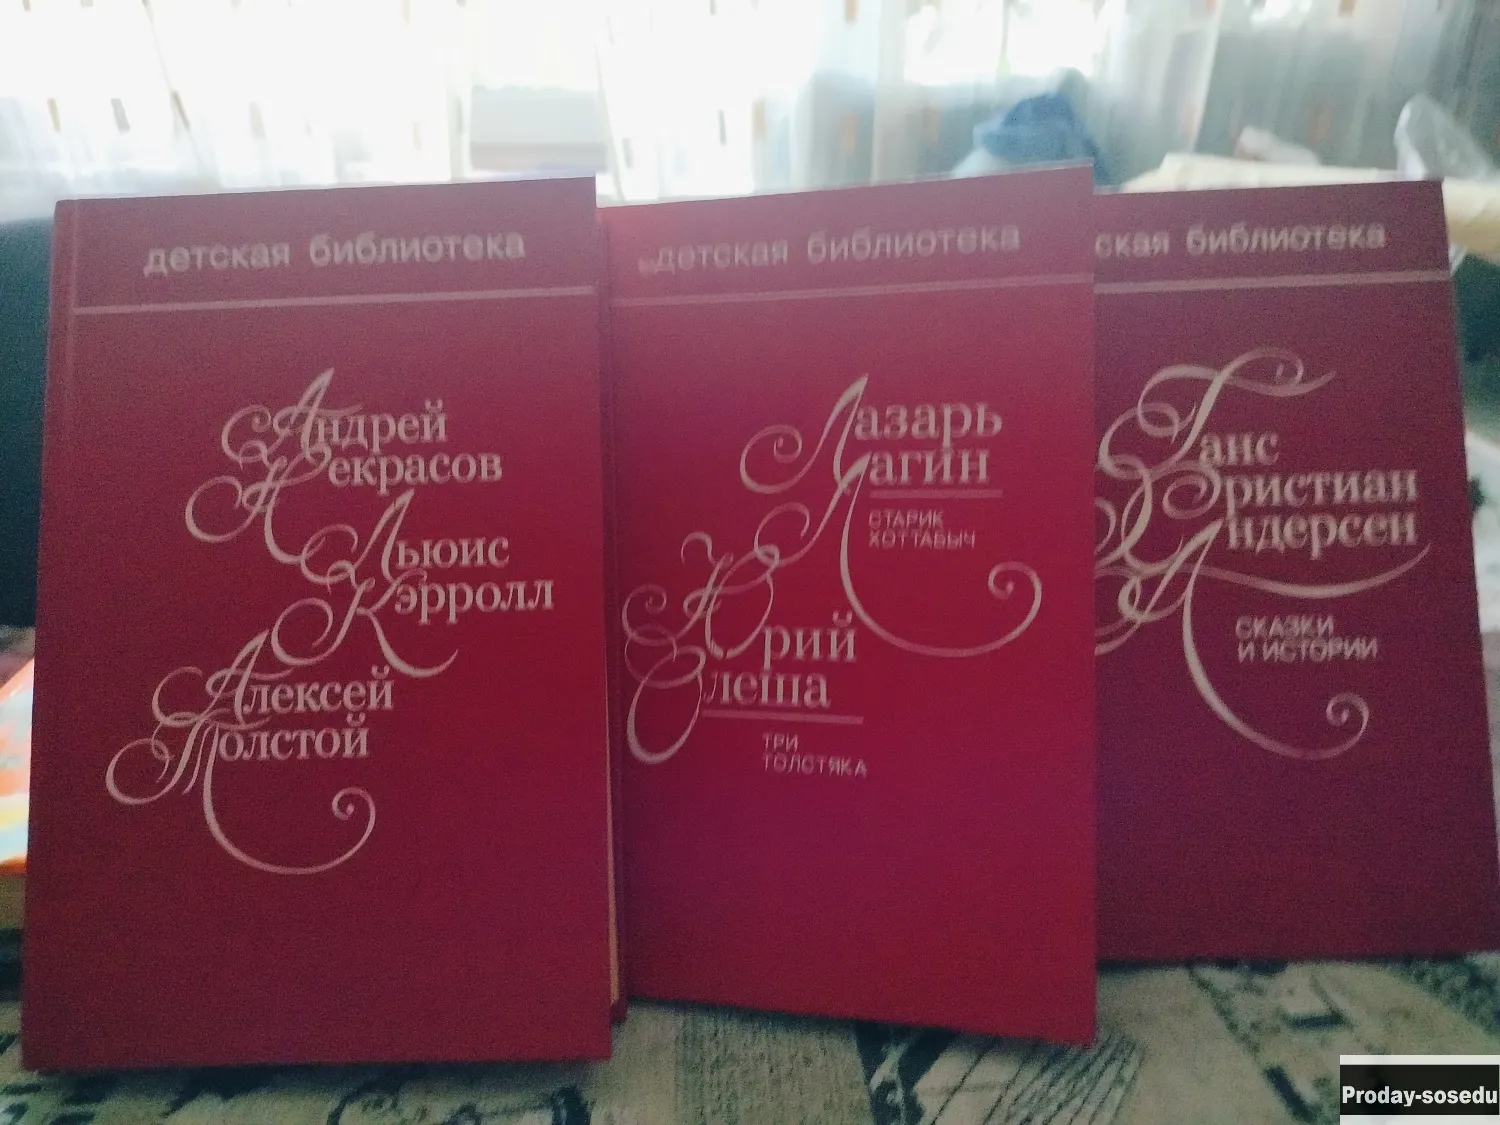 детская библиотека
Андрей
Некрасов
Льюис
Кэрролл
Алексей
Толстой
детская библиотека
Лазарь
Лагин
СТАРИК
ХОТТАБЫЧ
Юрий
Олеша
ТРИ
ТОЛСТЯКА
ская библиотека
Ганс
Христиан
Андерсен
СКАЗКИ
И ИСТОРИИ
Proday-sosedu